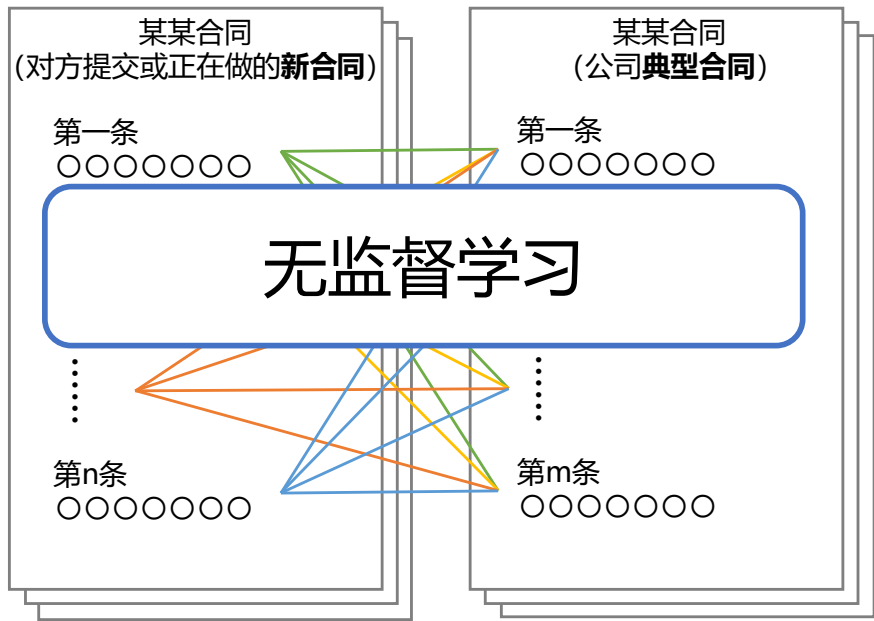 某某合同
(对方提交或正在做的新合同)
第一条
〇〇〇〇〇〇〇
某某合同
(公司典型合同)
第一条
〇〇〇〇〇〇〇
无监督学习
⋮
第n条
〇〇〇〇〇〇〇
⋮
第m条
〇〇〇〇〇〇〇